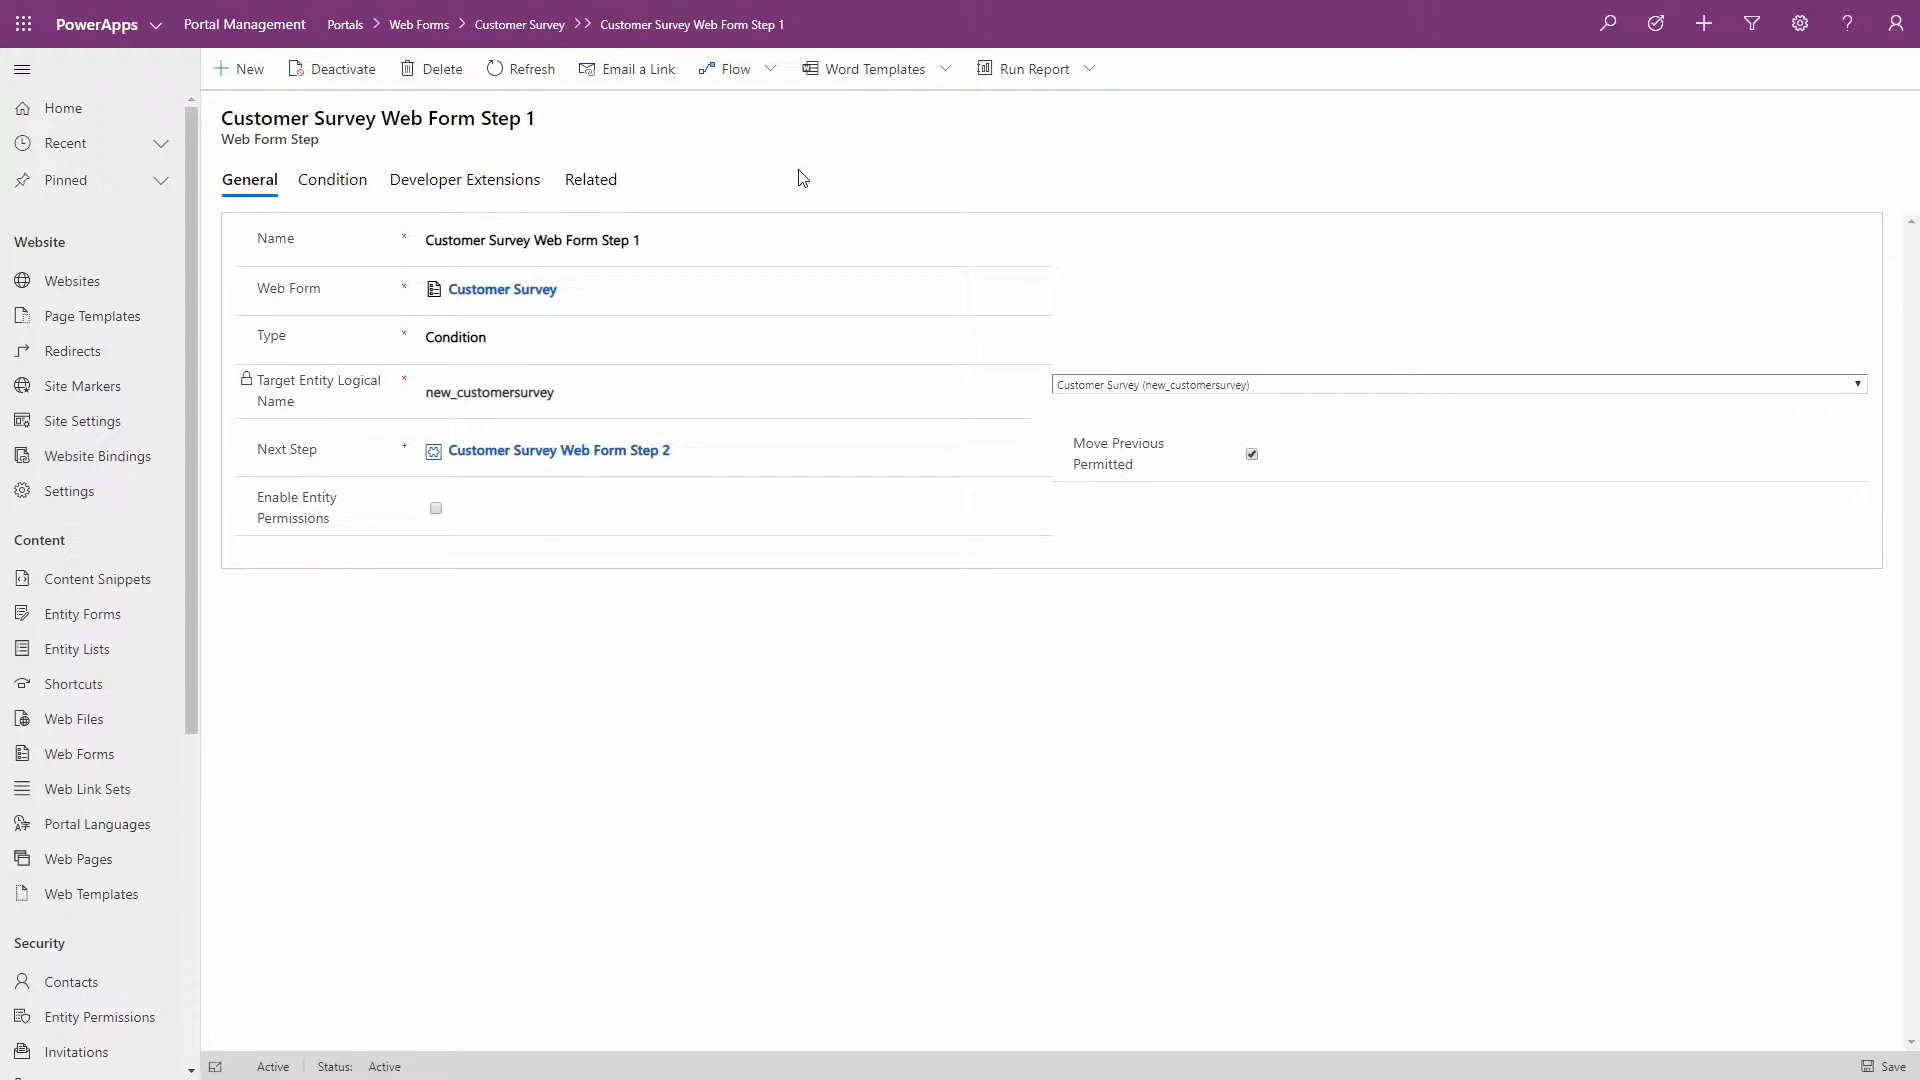 PowerApps
Portal Management
Portals > Web Forms > Customer Survey >> Customer Survey Web Form Step 1
New
Deactivate
Delete
Refresh
Email a Link
Flow
Word Templates
Run Report
Home
Recent
Pinned
Website
Websites
Page Templates
Redirects
Site Markers
Site Settings
Website Bindings
Settings
Content
Content Snippets
Entity Forms
Entity Lists
Shortcuts
Web Files
Web Forms
Web Link Sets
Portal Languages
Web Pages
Web Templates
Security
Contacts
Entity Permissions
Invitations
Customer Survey Web Form Step 1
Web Form Step
General
Condition
Developer Extensions
Related
Name * Customer Survey Web Form Step 1
Web Form * Customer Survey
Type * Condition
Target Entity Logical
Name
* new_customersurvey
Customer Survey (new_customersurvey)
Next Step + Customer Survey Web Form Step 2
Move Previous
Permitted
Enable Entity
Permissions
Active
Status: Active
Save